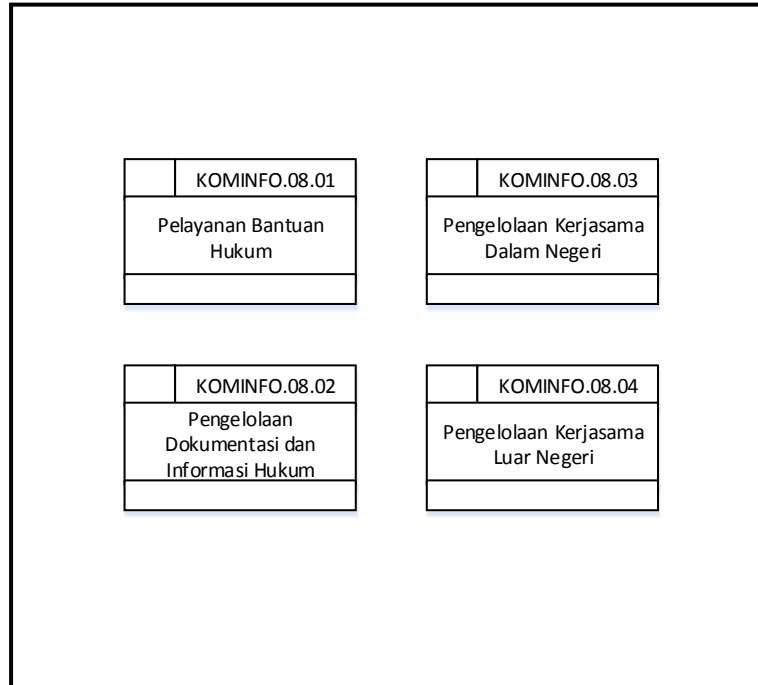 KOMINFO.08.01
Pelayanan Bantuan
Hukum
KOMINFO.08.03
Pengelolaan Kerjasama
Dalam Negeri
KOMINFO.08.02
Pengelolaan
Dokumentasi dan
Informasi Hukum
KOMINFO.08.04
Pengelolaan Kerjasama
Luar Negeri